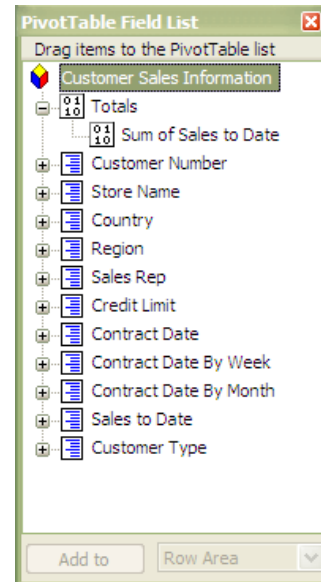 PivotTable Field List
Drag items to the PivotTable list
Customer Sales Information
Totals
Sum of Sales to Date
Customer Number
Store Name
Country
Region
Sales Rep
Credit Limit
Contract Date
Contract Date By Week
Contract Date By Month
Sales to Date
Customer Type
Add to Row Area